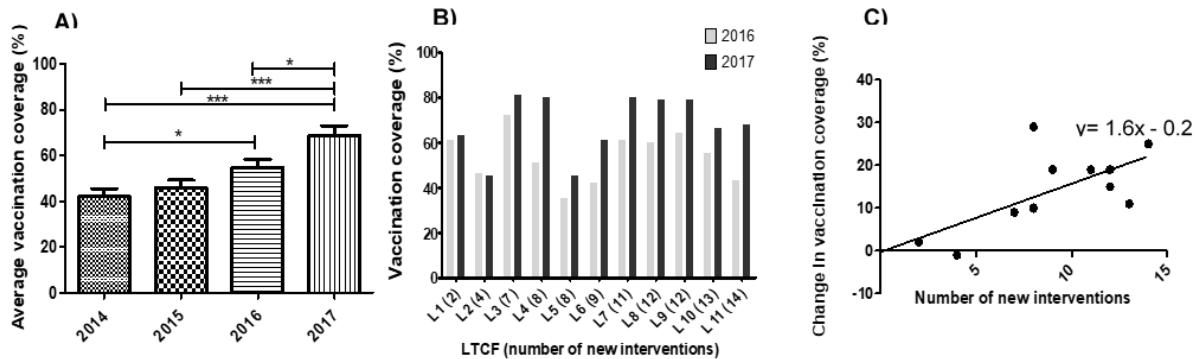 A)
Average vaccination coverage (%)
100
80
60
40
20
0
*
***
***
*
2014
2015
2016
2017
B)
Vaccination coverage (%)
100
80
60
40
20
0
2016
2017
L1 (2)
L2 (4)
L3 (7)
L4 (8)
L5 (8)
L6 (9)
L7 (11)
L8 (12)
L9 (12)
L10 (13)
L11 (14)
LTCF (number of new interventions)
C)
Change In vaccination coverage (%)
40
30
20
10
0
-10
5
10
15
y= 1.6x - 0.2
Number of new interventions